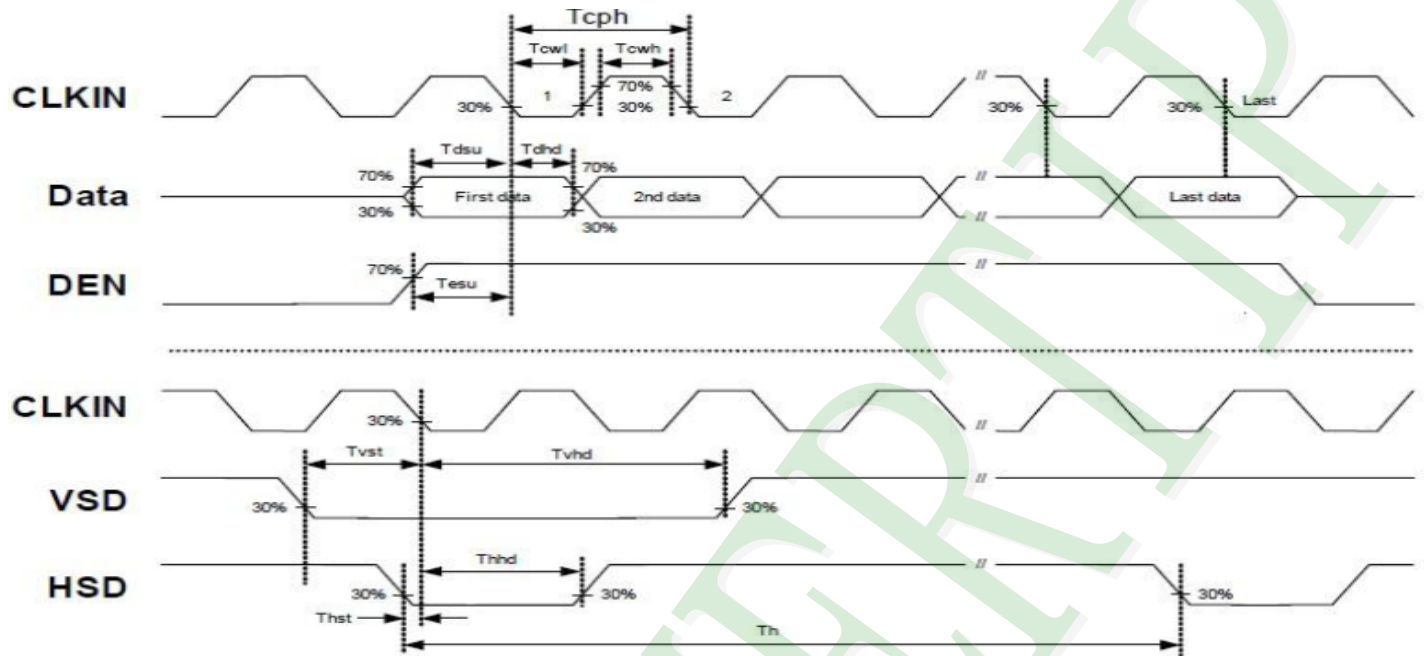 Tcph
Tcwl Tcwh
CLKIN 30% 1 70% 30% 2 30% 30% Last
Tdsu Tdhd
Data 70% 30% First data 70% 30% 2nd data Last data
DEN 70% Tesu
CLKIN 30%
Tvst Tvhd
VSD 30% 30%
Thhd
HSD 30% 30% 30%
Thst
Th